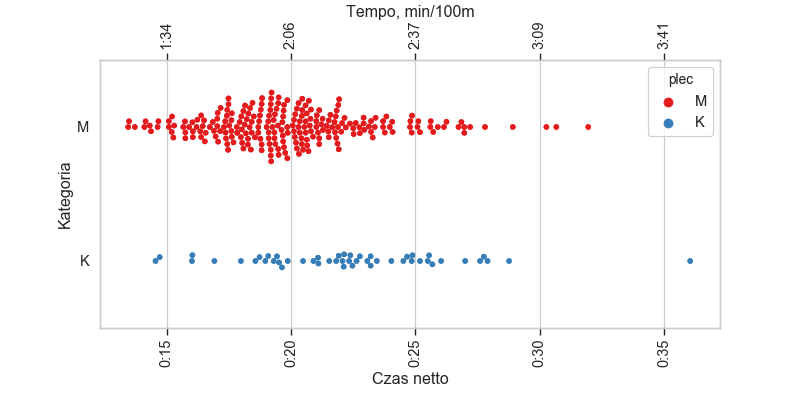 Tempo, min/100m
1:34
2:06
2:37
3:09
3:41
plec
M
K
Kategoria
M
K
0:15
0:20
0:25
0:30
0:35
Czas netto